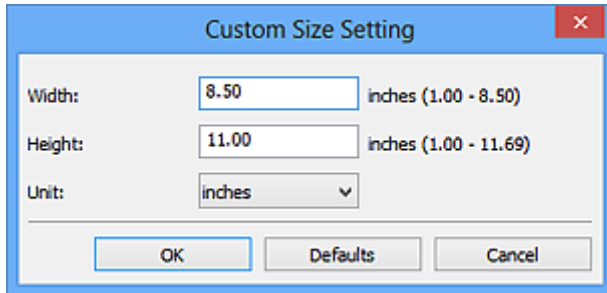 Custom Size Setting
Width: 8.50 inches (1.00 - 8.50)
Height: 11.00 inches (1.00 - 11.69)
Unit: inches
OK Defaults Cancel